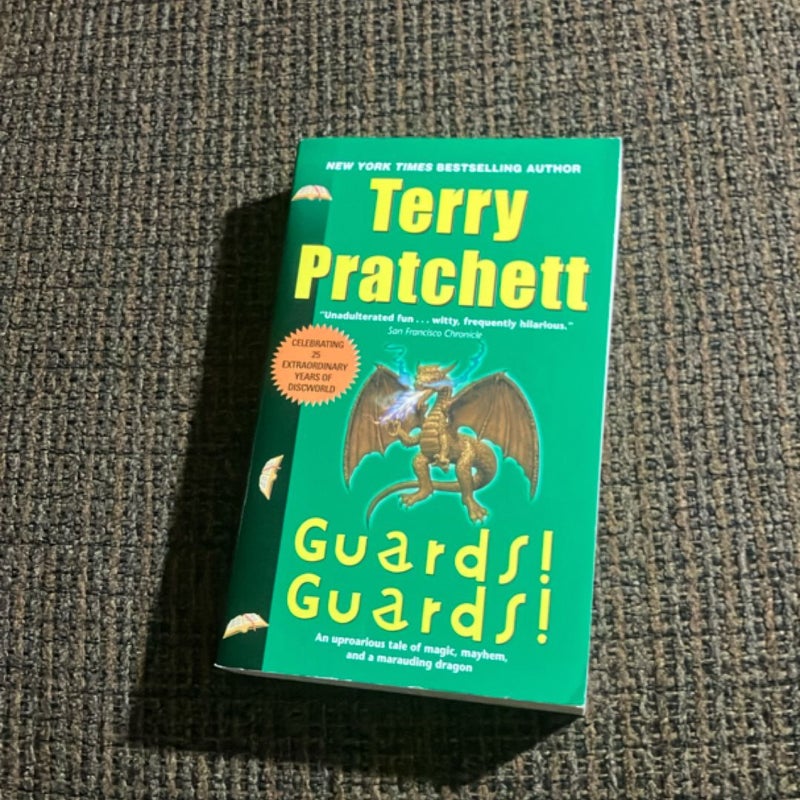 NEW YORK TIMES BESTSELLING AUTHOR
Terry
Pratchett
"Unadulterated fun . . . witty, frequently hilarious."
San Francisco Chronicle
CELEBRATING
25
EXTRAORDINARY
YEARS OF
DISCWORLD
Guards!
Guards!
An uproarious tale of magic, mayhem,
and a marauding dragon